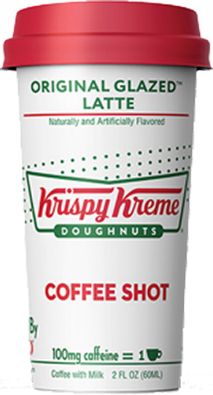 ORIGINAL GLAZED™
LATTE
Naturally and Artificially Flavored
Krispy Kreme
DOUGHNUTS
COFFEE SHOT
By
100mg caffeine = 1
Coffee with Milk 2 FL OZ (60ML)